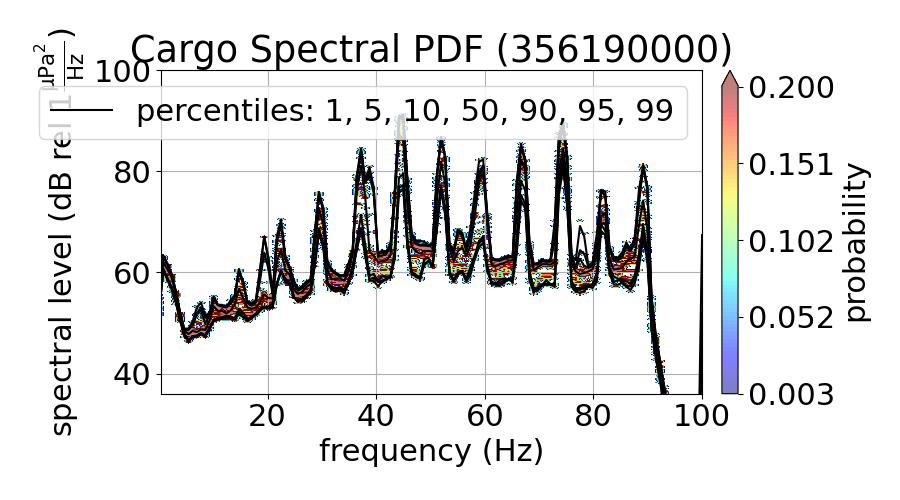 Cargo Spectral PDF (356190000)
percentiles: 1, 5, 10, 50, 90, 95, 99
spectral level (dB rel 1 μPa² / Hz)
100
80
60
40
20
40
60
80
100
frequency (Hz)
0.200
0.151
0.102
0.052
0.003
probability